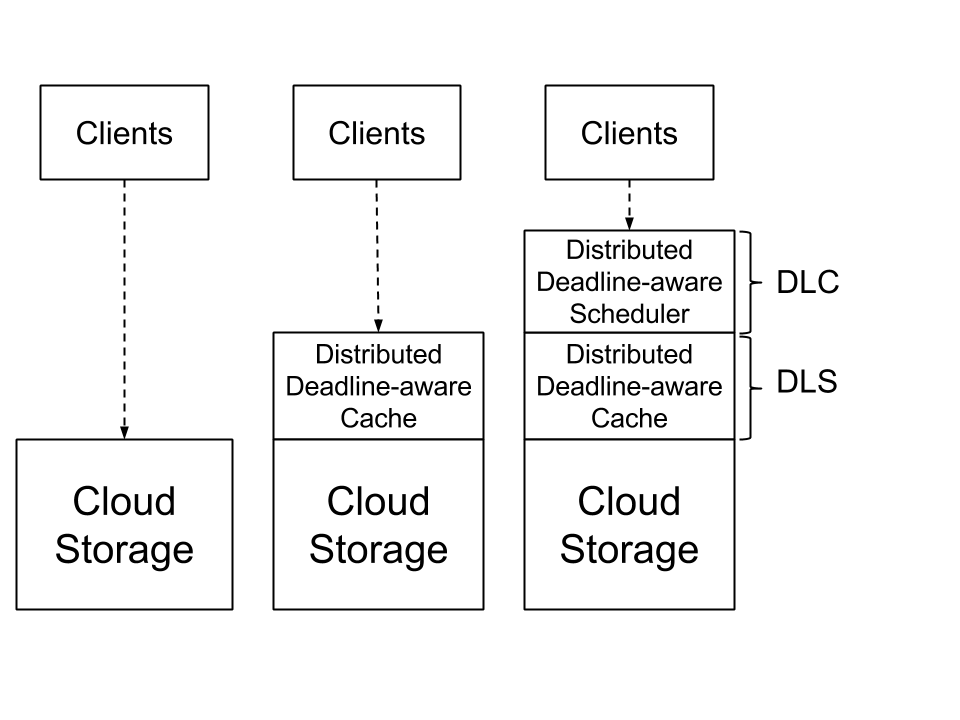 Clients
Clients
Clients
Distributed
Deadline-aware
Scheduler
DLC
Distributed
Deadline-aware
Cache
Distributed
Deadline-aware
Cache
DLS
Cloud
Storage
Cloud
Storage
Cloud
Storage